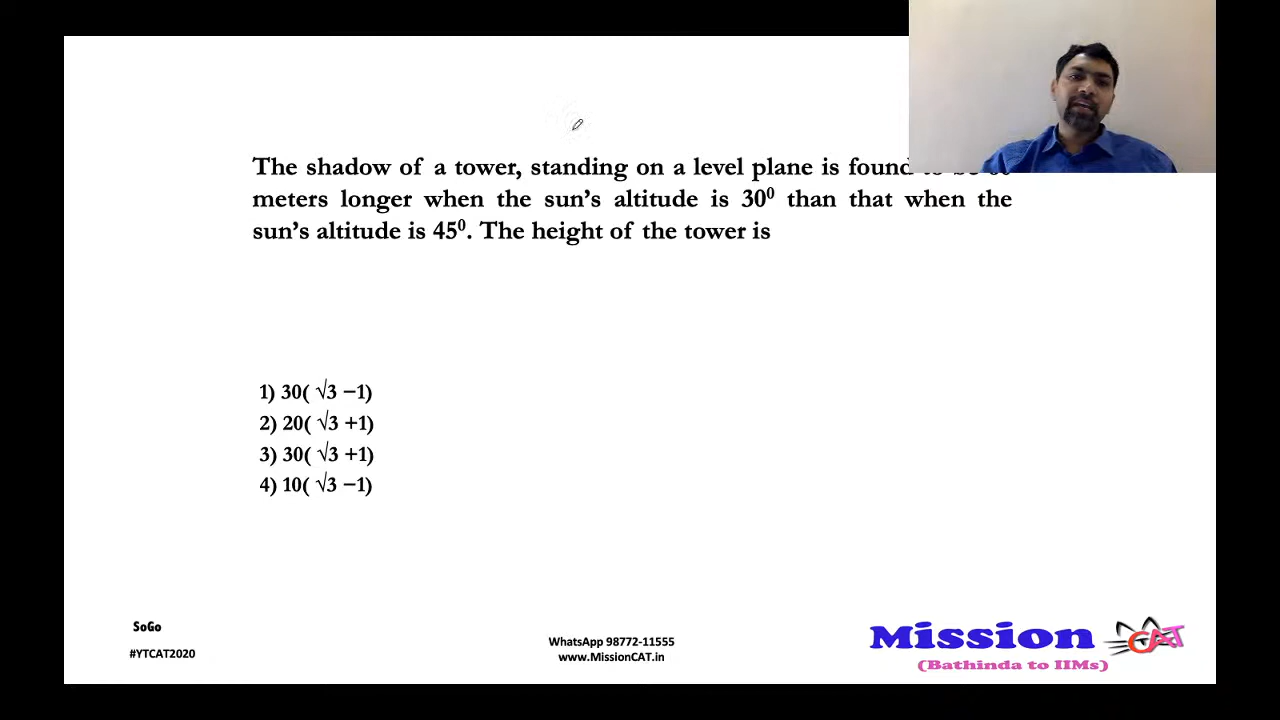 The shadow of a tower, standing on a level plane is found
meters longer when the sun's altitude is 30⁰ than that when the
sun's altitude is 45⁰. The height of the tower is
1) 30( √3 −1)
2) 20( √3 +1)
3) 30( √3 +1)
4) 10( √3 −1)
SoGo
#YTCAT2020
WhatsApp 98772-11555
www.MissionCAT.in
Mission CAT
(Bathinda to IIMs)